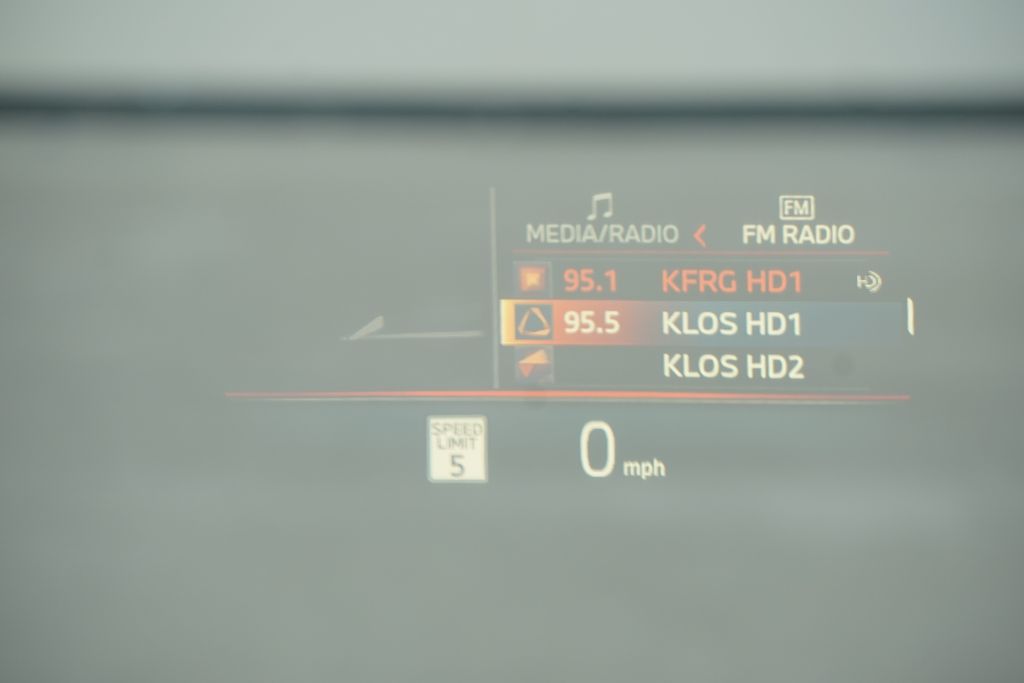 FM
MEDIA/RADIO < FM RADIO
95.1 KFRG HD1 HD
95.5 KLOS HD1
KLOS HD2
SPEED
LIMIT
5
0 mph